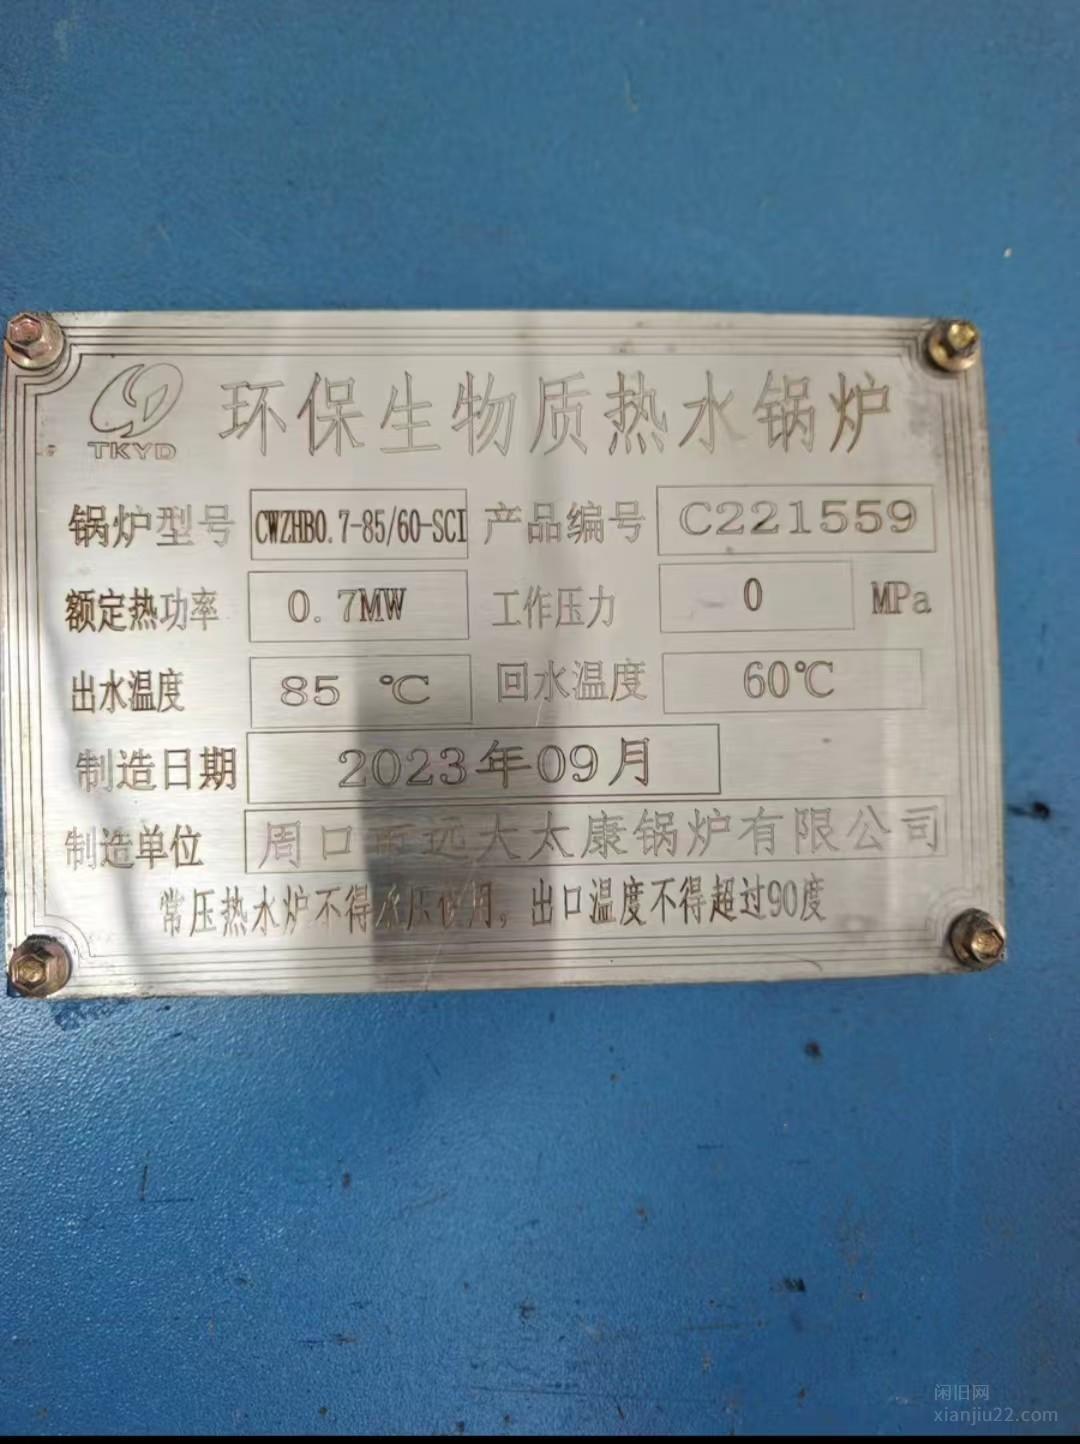 TKYD
环保生物质热水锅炉
锅炉型号 CWZHB0.7-85/60-SCI 产品编号 C221559
额定热功率 0.7MW 工作压力 0 MPa
出水温度 85 ℃ 回水温度 60℃
制造日期 2023年09月
制造单位 周口市远大太康锅炉有限公司
常压热水炉不得承压使用，出口温度不得超过90度
闲旧网
xianjiu22.com